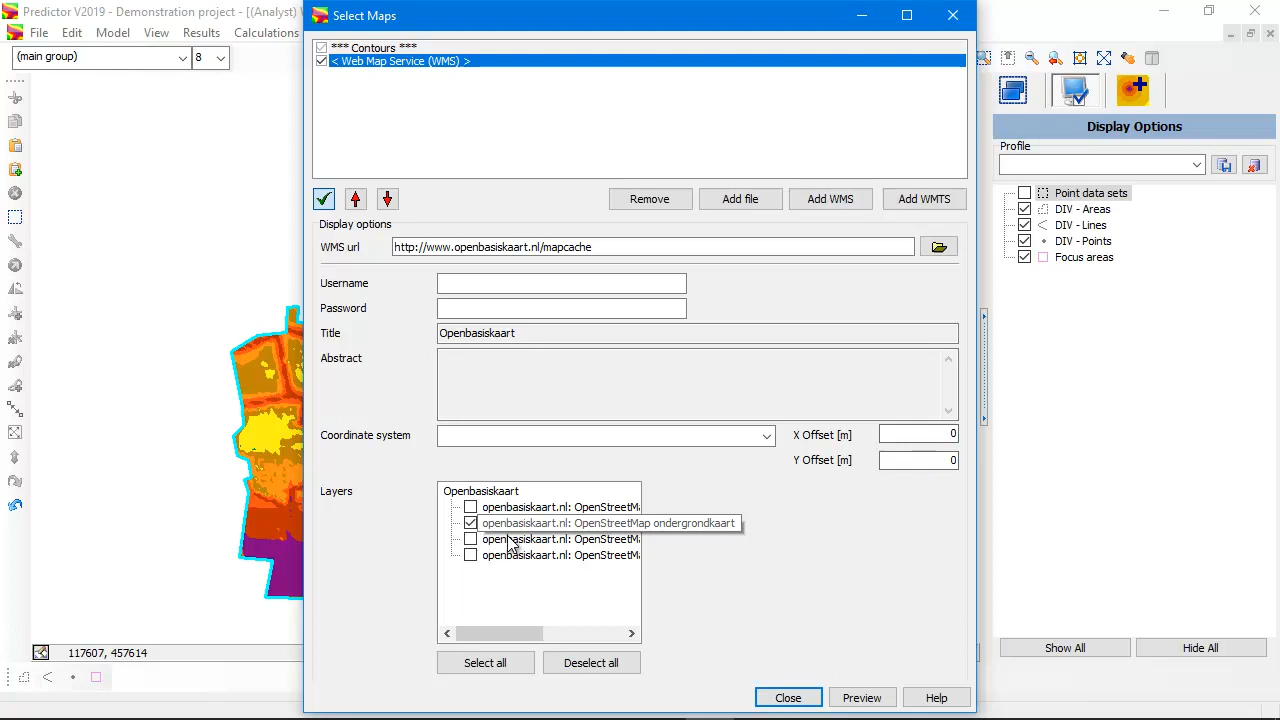 Predictor V2019 - Demonstration project - [(Analyst)
Select Maps
File Edit Model View Results Calculations
(main group) 8
*** Contours ***
< Web Map Service (WMS) >
Remove Add file Add WMS Add WMTS
Display options
WMS url http://www.openbasiskaart.nl/mapcache
Username
Password
Title Openbasiskaart
Abstract
Coordinate system X Offset [m] 0
Y Offset [m] 0
Layers Openbasiskaart
openbasiskaart.nl: OpenStreetMa
openbasiskaart.nl: OpenStreetMap ondergrondkaart
openbasiskaart.nl: OpenStreetMa
openbasiskaart.nl: OpenStreetMa
Select all Deselect all
Close Preview Help
Display Options
Profile
Point data sets
DIV - Areas
DIV - Lines
DIV - Points
Focus areas
Show All Hide All
117607, 457614